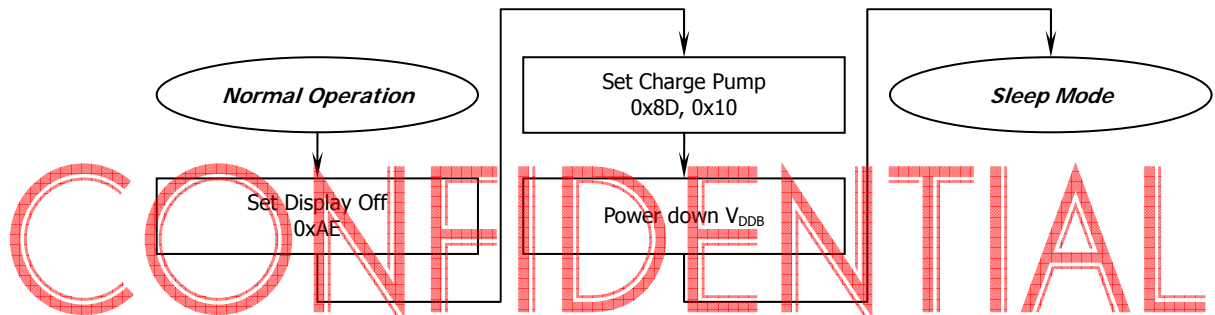 Normal Operation
Set Display Off
0xAE
Set Charge Pump
0x8D, 0x10
Power down VDDB
Sleep Mode
CONFIDENTIAL